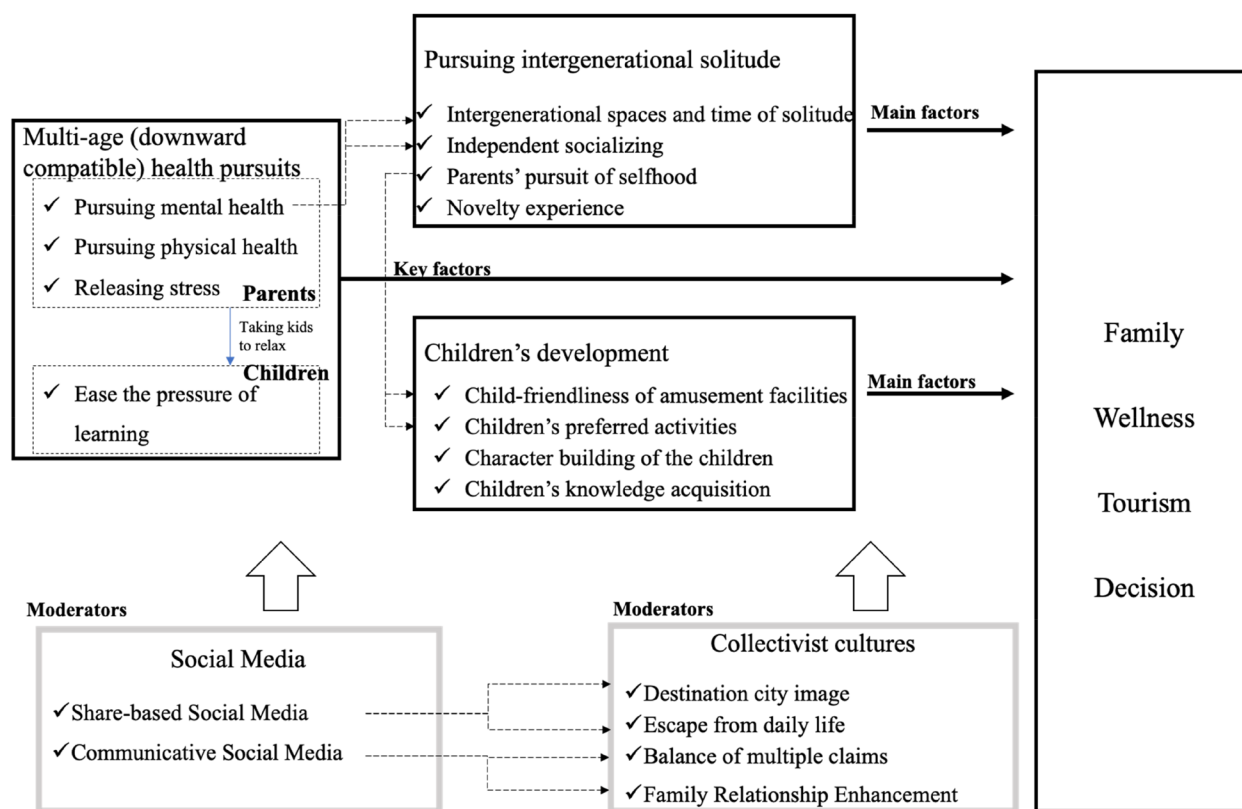 Pursuing intergenerational solitude
✓ Intergenerational spaces and time of solitude
✓ Independent socializing
✓ Parents' pursuit of selfhood
✓ Novelty experience
Main factors
Multi-age (downward
compatible) health pursuits
✓ Pursuing mental health
✓ Pursuing physical health
✓ Releasing stress
Parents
Taking kids
to relax
Children
✓ Ease the pressure of
learning
Key factors
Children's development
✓ Child-friendliness of amusement facilities
✓ Children's preferred activities
✓ Character building of the children
✓ Children's knowledge acquisition
Main factors
Family
Wellness
Tourism
Decision
Moderators
Social Media
✓Share-based Social Media
✓Communicative Social Media
Moderators
Collectivist cultures
✓Destination city image
✓Escape from daily life
✓Balance of multiple claims
✓Family Relationship Enhancement